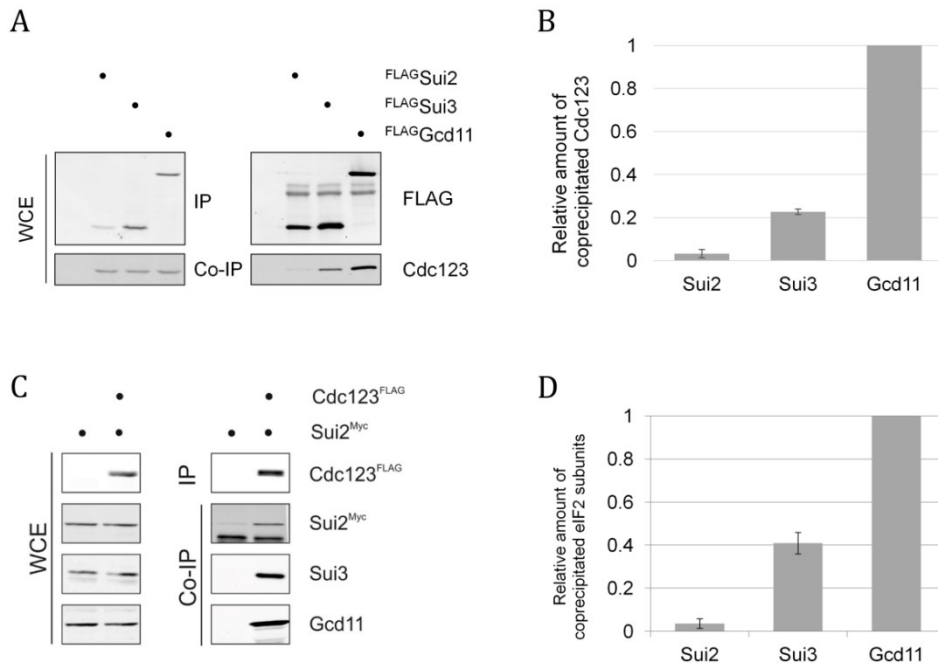 A
FLAGSui2
FLAGSui3
FLAGGcd11
WCE
IP
FLAG
Co-IP
Cdc123
B
Relative amount of
coprecipitated Cdc123
1
0.8
0.6
0.4
0.2
0
Sui2
Sui3
Gcd11
C
Cdc123FLAG
Sui2Myc
WCE
IP
Cdc123FLAG
Co-IP
Sui2Myc
Sui3
Gcd11
D
Relative amount of
coprecipitated eIF2 subunits
1
0.8
0.6
0.4
0.2
0
Sui2
Sui3
Gcd11